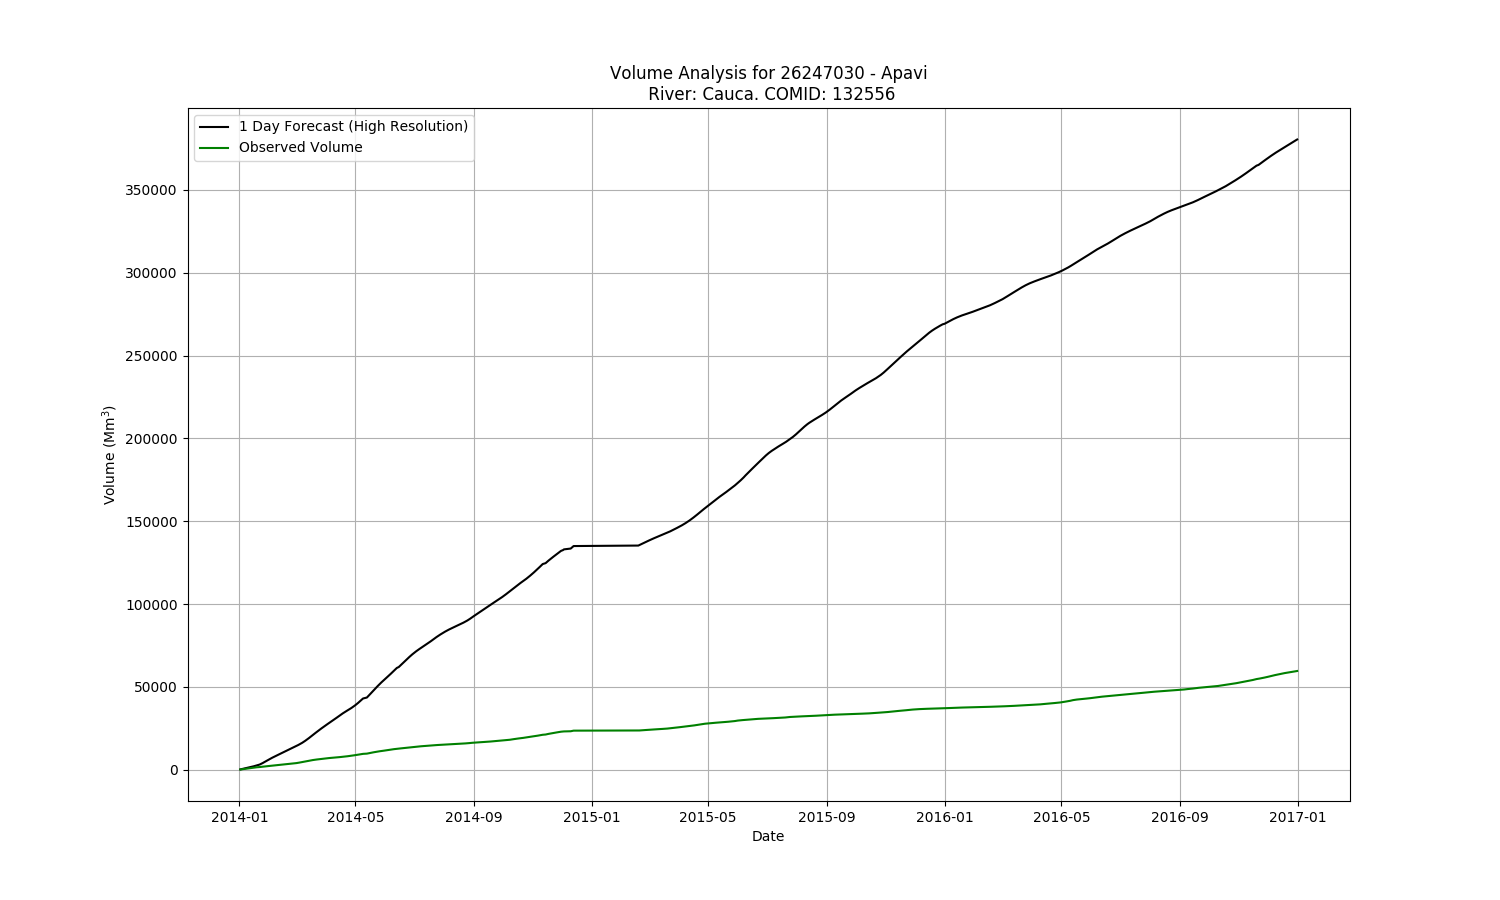 Volume Analysis for 26247030 - Apavi
River: Cauca. COMID: 132556
1 Day Forecast (High Resolution)
Observed Volume
350000
300000
250000
200000
150000
100000
50000
0
Volume (Mm³)
2014-01 2014-05 2014-09 2015-01 2015-05 2015-09 2016-01 2016-05 2016-09 2017-01
Date